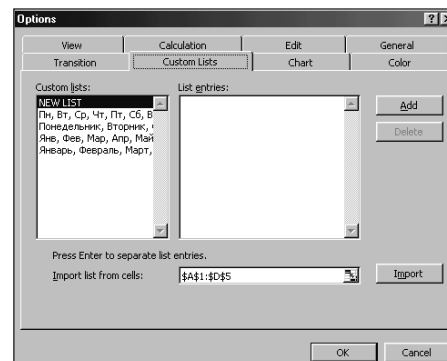 Options
View Calculation Edit General
Transition Custom Lists Chart Color
Custom lists: List entries:
NEW LIST
Пн, Вт, Ср, Чт, Пт, Сб, В
Понедельник, Вторник,
Янв, Фев, Мар, Апр, Май
Январь, Февраль, Март,
Add
Delete
Press Enter to separate list entries.
Import list from cells: $A$1:$D$5 Import
OK Cancel